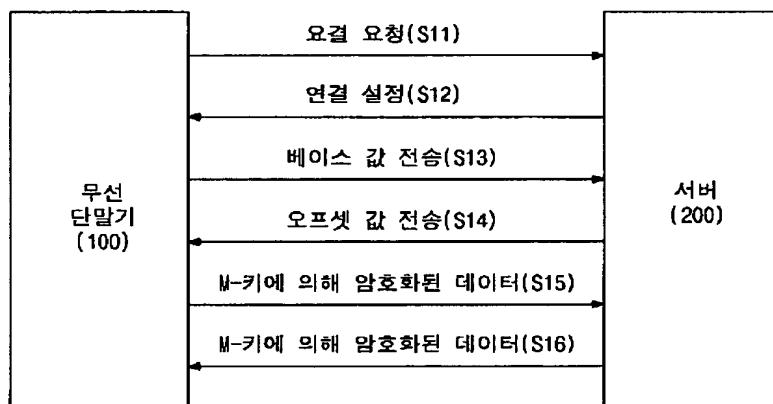 요결 요청(S11)
연결 설정(S12)
베이스 값 전송(S13)
오프셋 값 전송(S14)
M-키에 의해 암호화된 데이터(S15)
M-키에 의해 암호화된 데이터(S16)
무선
단말기
(100)
서버
(200)